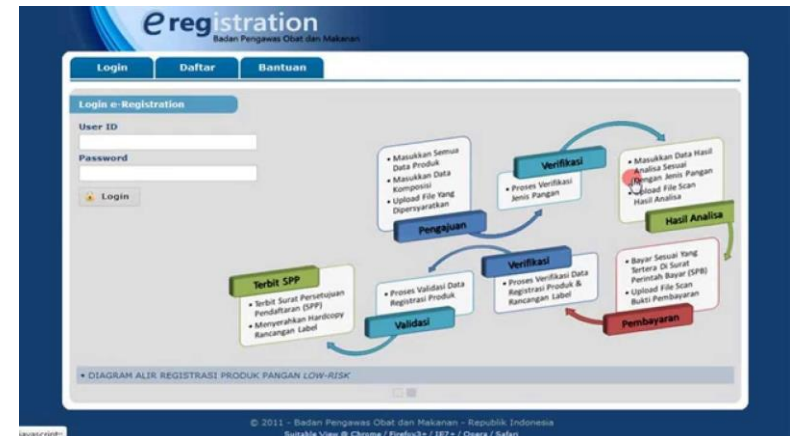 e registration
Badan Pengawas Obat dan Makanan
Login
Daftar
Bantuan
Login e-Registration
User ID
Password
Login
• Masukkan Semua
Data Produk
• Masukkan Data
Komposisi
• Upload File Yang
Dipersyaratkan
Pengajuan
Verifikasi
• Proses Verifikasi
Jenis Pangan
• Masukkan Data Hasil
Analisa Sesuai
Dengan Jenis Pangan
• Upload File Scan
Hasil Analisa
Hasil Analisa
• Bayar Sesuai Yang
Tertera Di Surat
Perintah Bayar (SPB)
• Upload File Scan
Bukti Pembayaran
Pembayaran
Verifikasi
• Proses Verifikasi Data
Registrasi Produk &
Rancangan Label
• Proses Validasi Data
Registrasi Produk
Validasi
Terbit SPP
• Terbit Surat Persetujuan
Pendaftaran (SPP)
• Menyerahkan Hardcopy
Rancangan Label
• DIAGRAM ALIR REGISTRASI PRODUK PANGAN LOW-RISK
© 2011 - Badan Pengawas Obat dan Makanan - Republik Indonesia
Suitable View @ Chrome / Firefox3+ / IE7+ / Opera / Safari